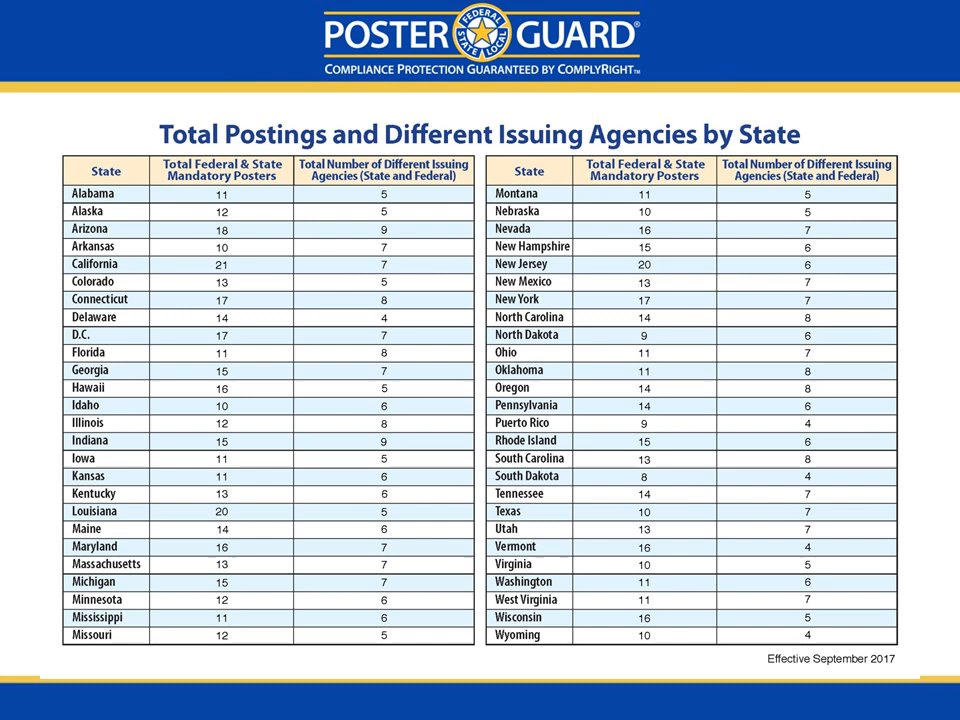 POSTER GUARD®
FEDERAL STATE LOCAL
COMPLIANCE PROTECTION GUARANTEED BY COMPLYRIGHT™
Total Postings and Different Issuing Agencies by State
State Total Federal & State Mandatory Posters Total Number of Different Issuing Agencies (State and Federal)
Alabama 11 5
Alaska 12 5
Arizona 18 9
Arkansas 10 7
California 21 7
Colorado 13 5
Connecticut 17 8
Delaware 14 4
D.C. 17 7
Florida 11 8
Georgia 15 7
Hawaii 16 5
Idaho 10 6
Illinois 12 8
Indiana 15 9
Iowa 11 5
Kansas 11 6
Kentucky 13 6
Louisiana 20 5
Maine 14 6
Maryland 16 7
Massachusetts 13 7
Michigan 15 7
Minnesota 12 6
Mississippi 11 6
Missouri 12 5
State Total Federal & State Mandatory Posters Total Number of Different Issuing Agencies (State and Federal)
Montana 11 5
Nebraska 10 5
Nevada 16 7
New Hampshire 15 6
New Jersey 20 6
New Mexico 13 7
New York 17 7
North Carolina 14 8
North Dakota 9 6
Ohio 11 7
Oklahoma 11 8
Oregon 14 8
Pennsylvania 14 6
Puerto Rico 9 4
Rhode Island 15 6
South Carolina 13 8
South Dakota 8 4
Tennessee 14 7
Texas 10 7
Utah 13 7
Vermont 16 4
Virginia 10 5
Washington 11 6
West Virginia 11 7
Wisconsin 16 5
Wyoming 10 4
Effective September 2017